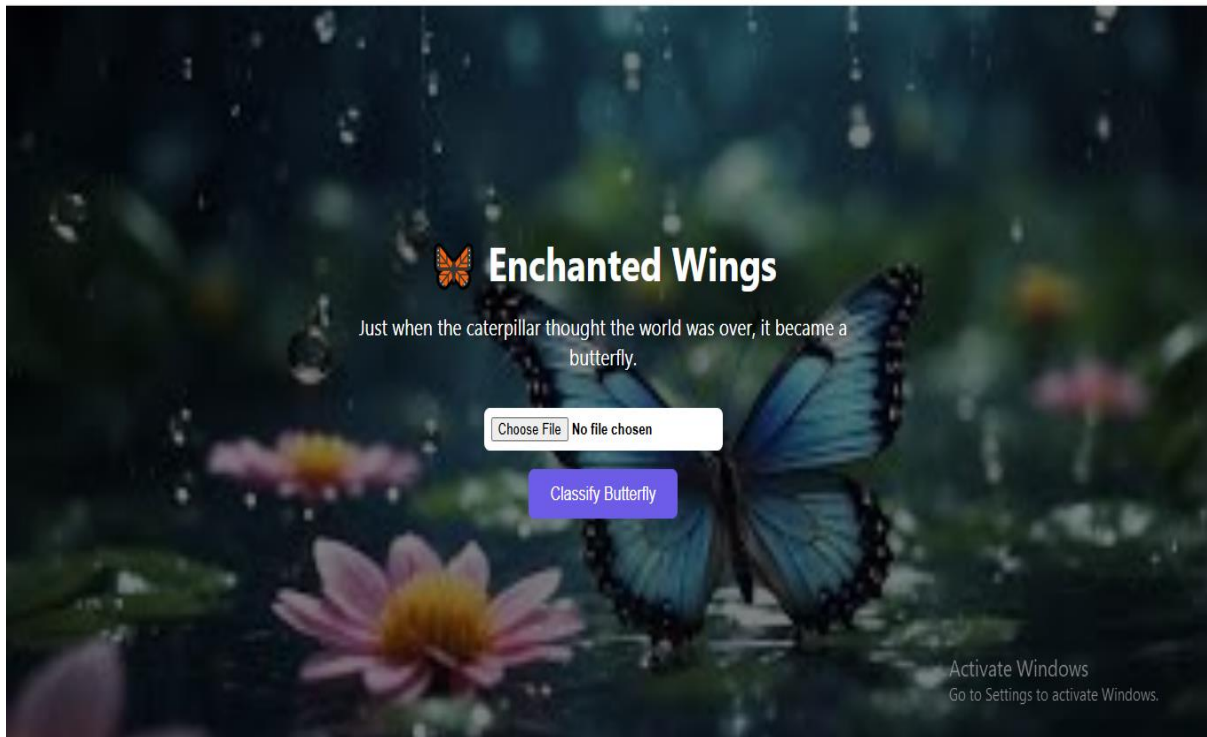 Enchanted Wings
Just when the caterpillar thought the world was over, it became a
butterfly.
Choose File No file chosen
Classify Butterfly
Activate Windows
Go to Settings to activate Windows.